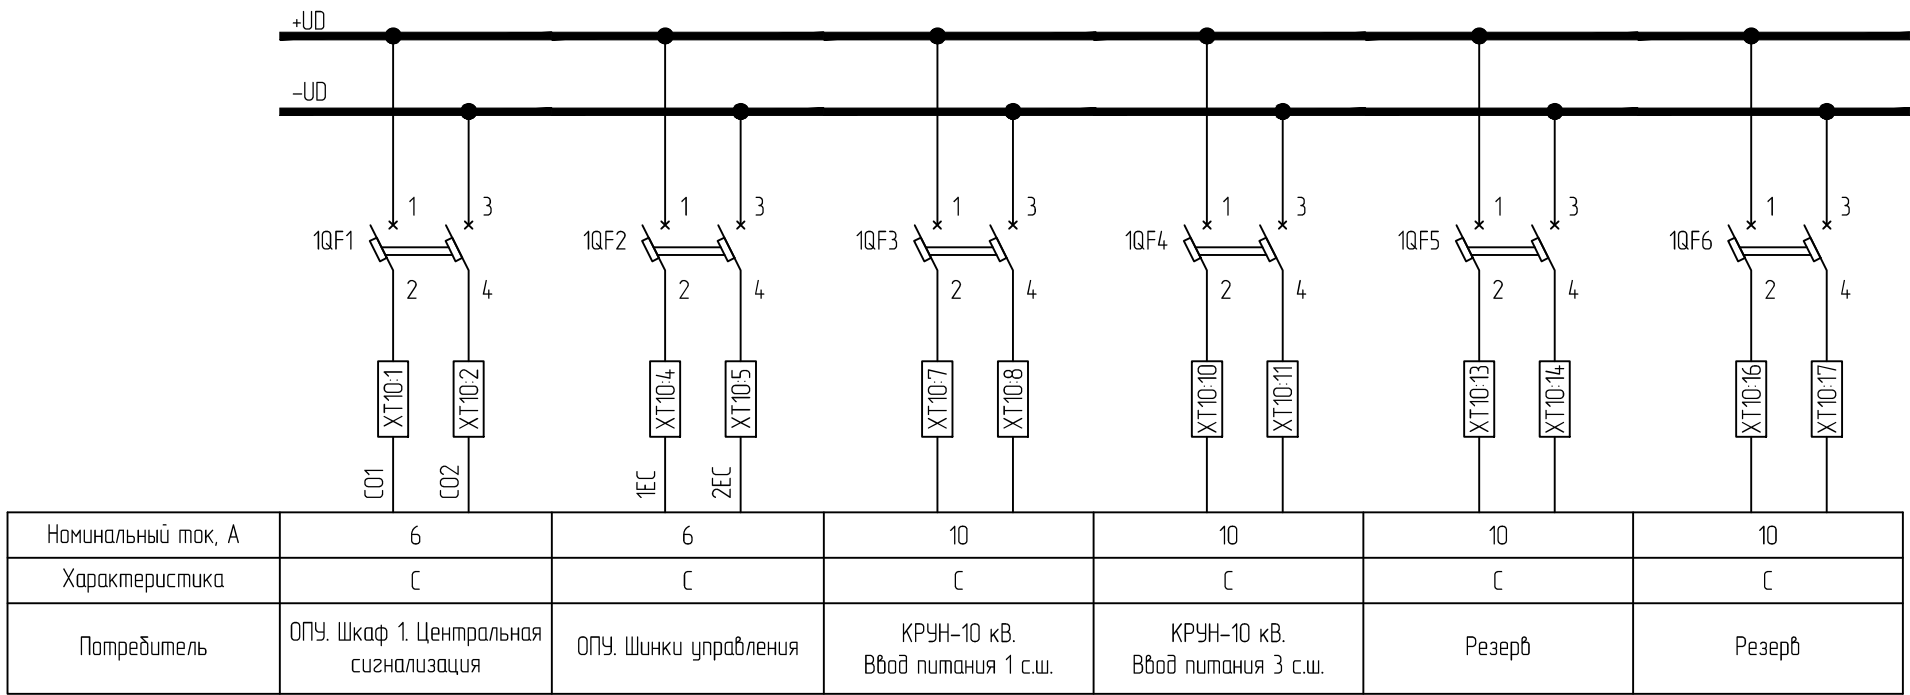 +UD
-UD
1QF1 1 3 2 4
1QF2 1 3 2 4
1QF3 1 3 2 4
1QF4 1 3 2 4
1QF5 1 3 2 4
1QF6 1 3 2 4
XT10:1 XT10:2 XT10:4 XT10:5 XT10:7 XT10:8 XT10:10 XT10:11 XT10:13 XT10:14 XT10:16 XT10:17
CO1 CO2 1EC 2EC
Номинальный ток, А 6 6 10 10 10 10
Характеристика С С С С С С
Потребитель
ОПУ. Шкаф 1. Центральная
сигнализация
ОПУ. Шинки управления
КРУН-10 кВ.
Ввод питания 1 с.ш.
КРУН-10 кВ.
Ввод питания 3 с.ш.
Резерв
Резерв